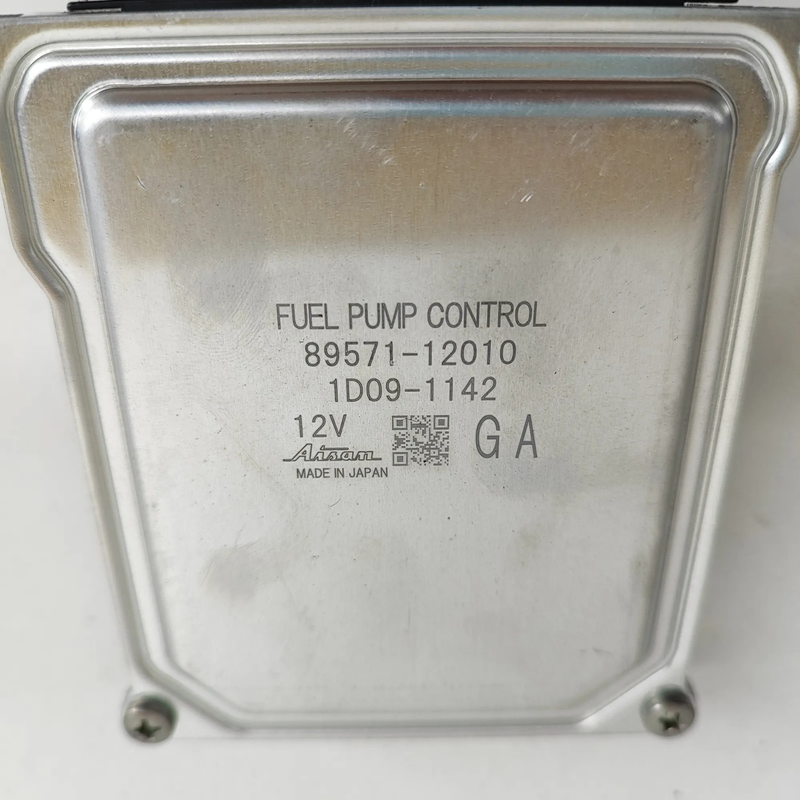 FUEL PUMP CONTROL
89571-12010
1D09-1142
12V
GA
Aisan
MADE IN JAPAN